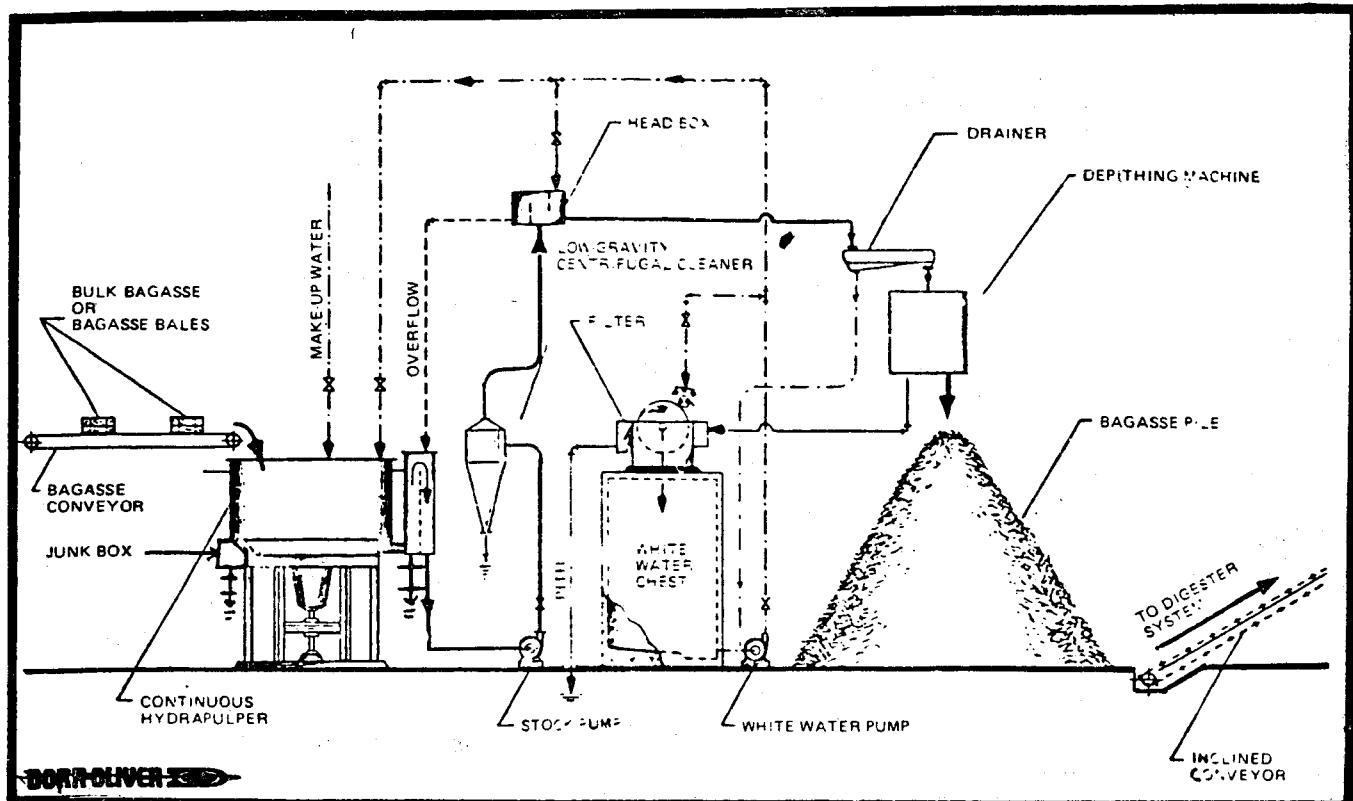 HEAD BOX
DRAINER
DEPITHING MACHINE
LOW GRAVITY
CENTRIFUGAL CLEANER
MAKE-UP WATER
OVERFLOW
BULK BAGASSE
OR
BAGASSE BALES
FILTER
BAGASSE PILE
BAGASSE
CONVEYOR
JUNK BOX
WHITE
WATER
CHEST
PITH
TO DIGESTER
SYSTEM
CONTINUOUS
HYDRAPULPER
STOCK PUMP
WHITE WATER PUMP
INCLINED
CONVEYOR
DORR-OLIVER